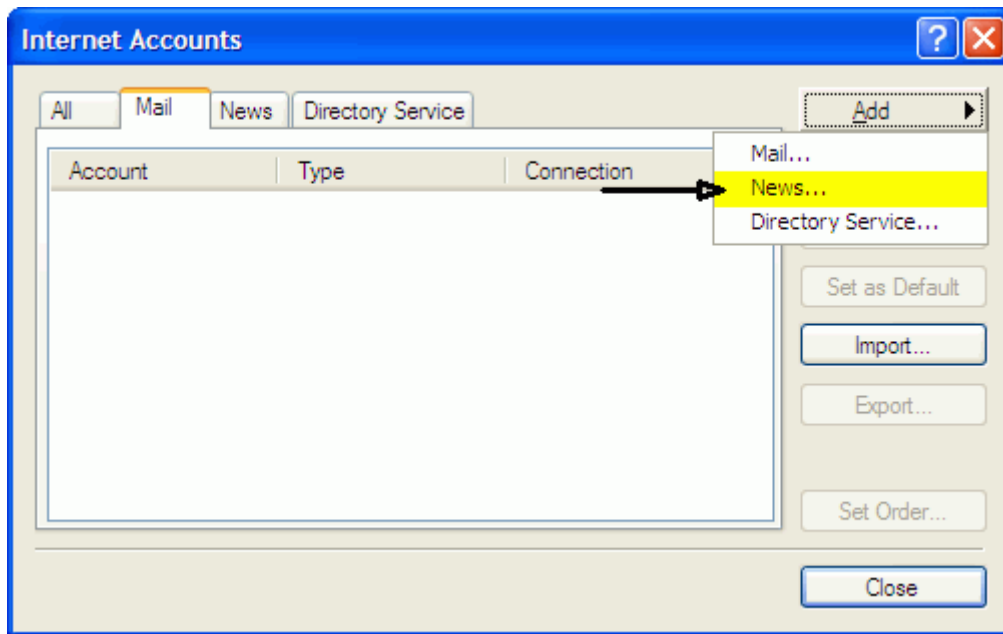 Internet Accounts
All Mail News Directory Service
Add
Account Type Connection
Mail...
News...
Directory Service...
Set as Default
Import...
Export...
Set Order...
Close